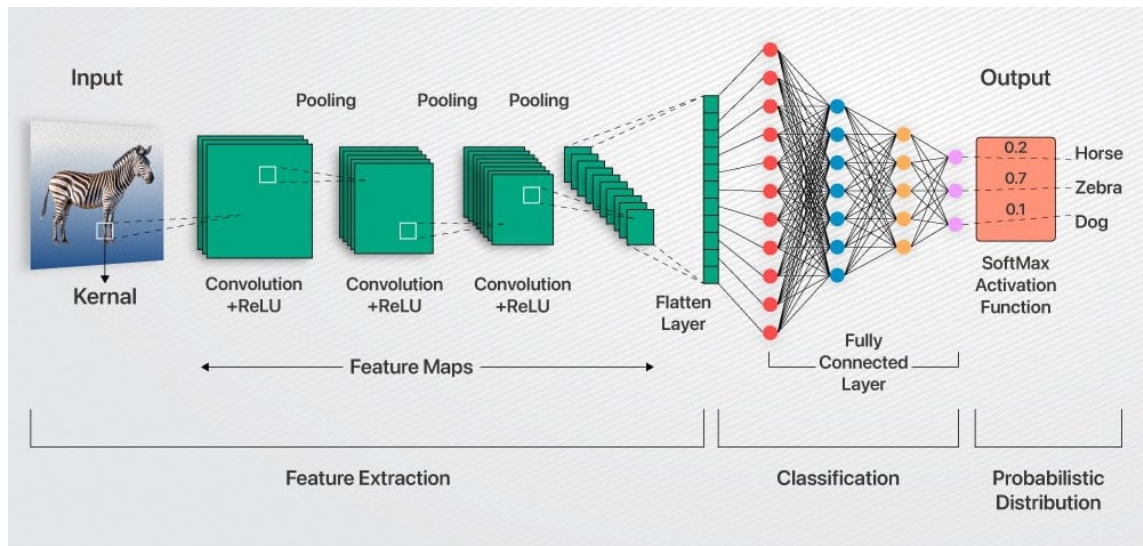 Input
Output
Pooling
Pooling
Pooling
0.2
Horse
0.7
Zebra
0.1
Dog
Kernal
Convolution
+ReLU
Convolution
+ReLU
Convolution
+ReLU
Flatten
Layer
SoftMax
Activation
Function
Feature Maps
Fully
Connected
Layer
Feature Extraction
Classification
Probabilistic
Distribution